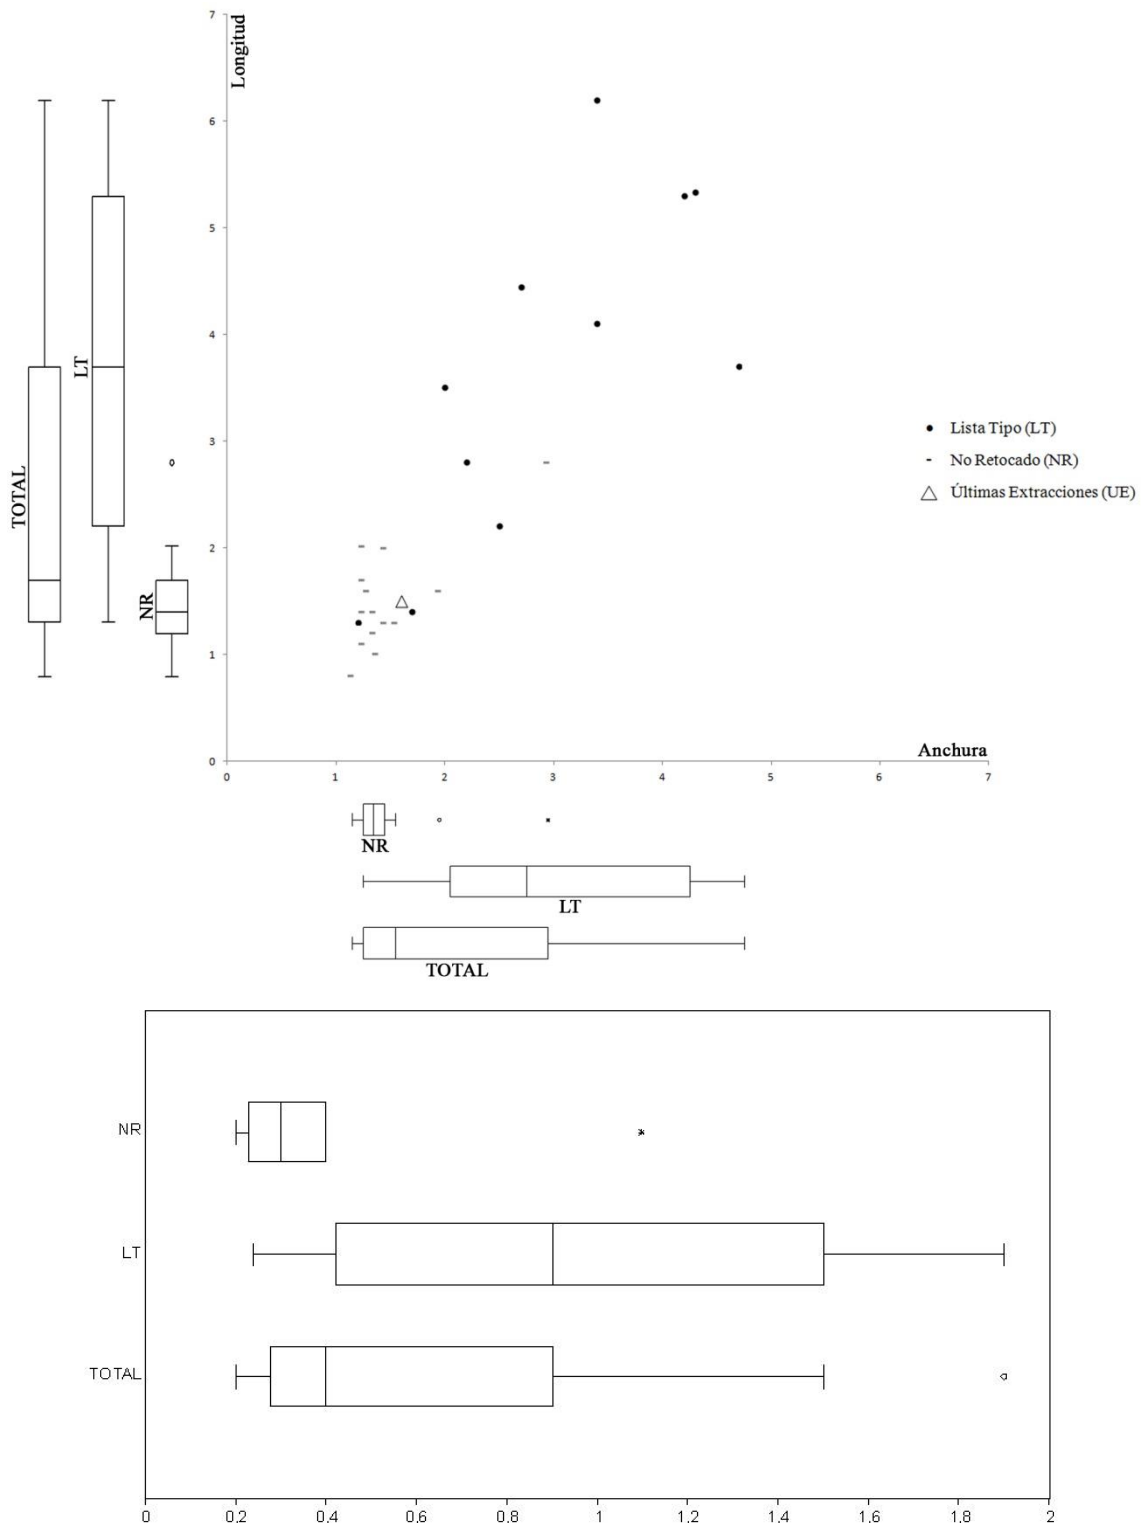 Longitud
7
6
5
4
3
2
1
0
TOTAL
LT
NR
Lista Tipo (LT)
No Retocado (NR)
Últimas Extracciones (UE)
Anchura
0 1 2 3 4 5 6 7
NR
LT
TOTAL
NR
LT
TOTAL
0 0,2 0,4 0,6 0,8 1 1,2 1,4 1,6 1,8 2